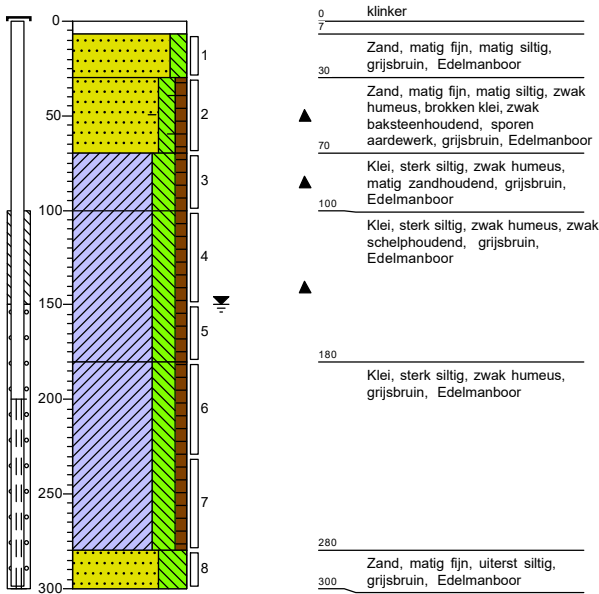 0
50
100
150
200
250
300
1
2
3
4
5
6
7
8
0 klinker
7
Zand, matig fijn, matig siltig,
grijsbruin, Edelmanboor
30
Zand, matig fijn, matig siltig, zwak
humeus, brokken klei, zwak
baksteenhoudend, sporen
aardewerk, grijsbruin, Edelmanboor
70
Klei, sterk siltig, zwak humeus,
matig zandhoudend, grijsbruin,
Edelmanboor
100
Klei, sterk siltig, zwak humeus, zwak
schelphoudend, grijsbruin,
Edelmanboor
180
Klei, sterk siltig, zwak humeus,
grijsbruin, Edelmanboor
280
Zand, matig fijn, uiterst siltig,
grijsbruin, Edelmanboor
300